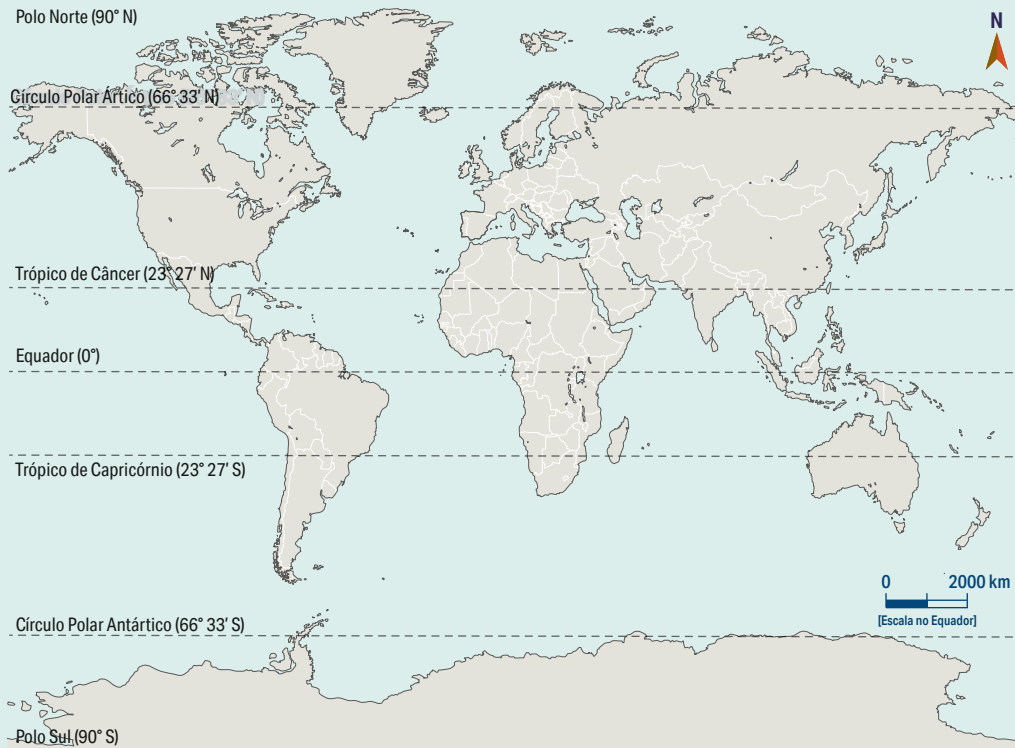 Polo Norte (90° N)
N
Círculo Polar Ártico (66° 33′ N)
Trópico de Câncer (23° 27′ N)
Equador (0°)
Trópico de Capricórnio (23° 27′ S)
0 2000 km
[Escala no Equador]
Círculo Polar Antártico (66° 33′ S)
Polo Sul (90° S)